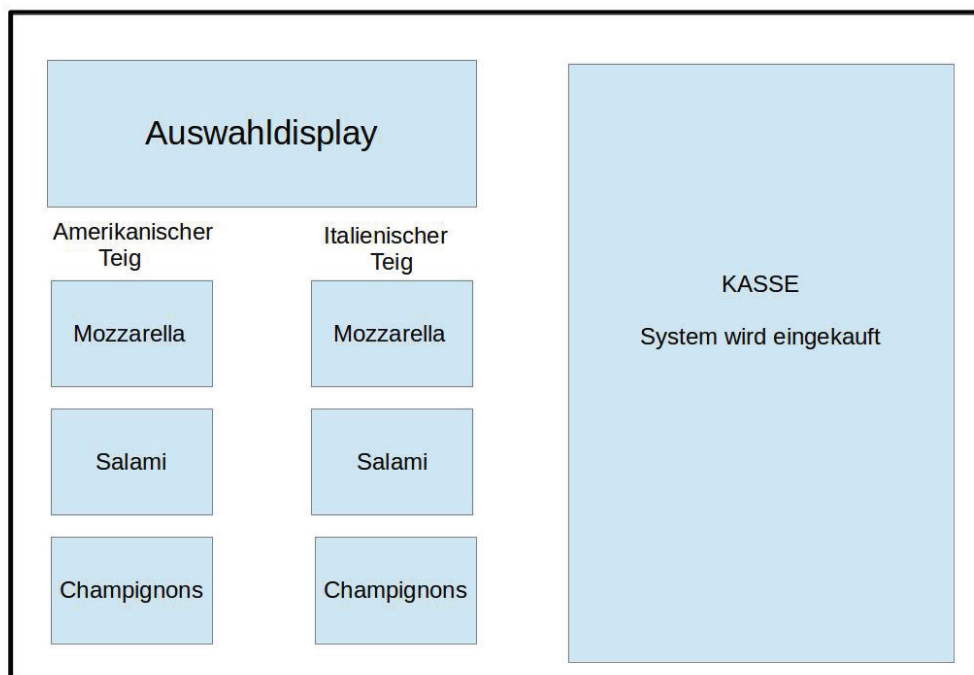 Auswahldisplay
Amerikanischer
Teig
Italienischer
Teig
Mozzarella
Mozzarella
Salami
Salami
Champignons
Champignons
KASSE
System wird eingekauft